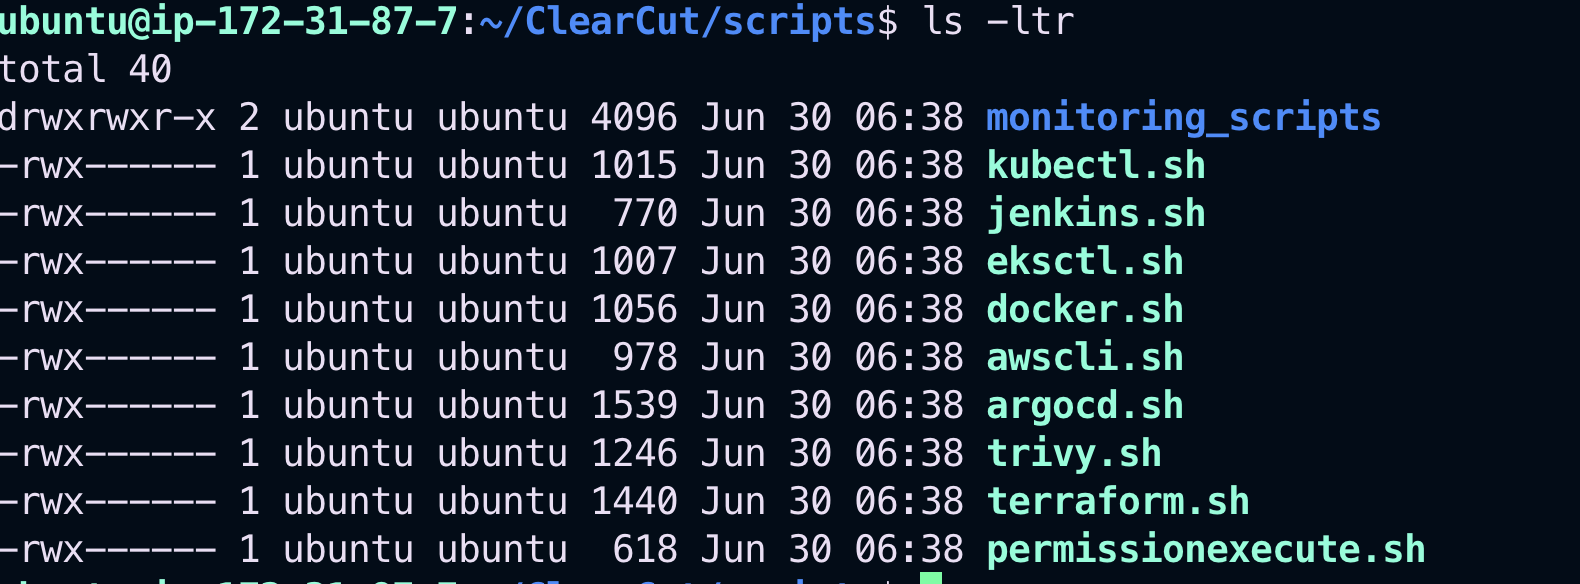 ubuntu@ip-172-31-87-7:~/ClearCut/scripts$ ls -ltr
total 40
drwxrwxr-x 2 ubuntu ubuntu 4096 Jun 30 06:38 monitoring_scripts
-rwx------ 1 ubuntu ubuntu 1015 Jun 30 06:38 kubectl.sh
-rwx------ 1 ubuntu ubuntu  770 Jun 30 06:38 jenkins.sh
-rwx------ 1 ubuntu ubuntu 1007 Jun 30 06:38 eksctl.sh
-rwx------ 1 ubuntu ubuntu 1056 Jun 30 06:38 docker.sh
-rwx------ 1 ubuntu ubuntu  978 Jun 30 06:38 awscli.sh
-rwx------ 1 ubuntu ubuntu 1539 Jun 30 06:38 argocd.sh
-rwx------ 1 ubuntu ubuntu 1246 Jun 30 06:38 trivy.sh
-rwx------ 1 ubuntu ubuntu 1440 Jun 30 06:38 terraform.sh
-rwx------ 1 ubuntu ubuntu  618 Jun 30 06:38 permissionexecute.sh